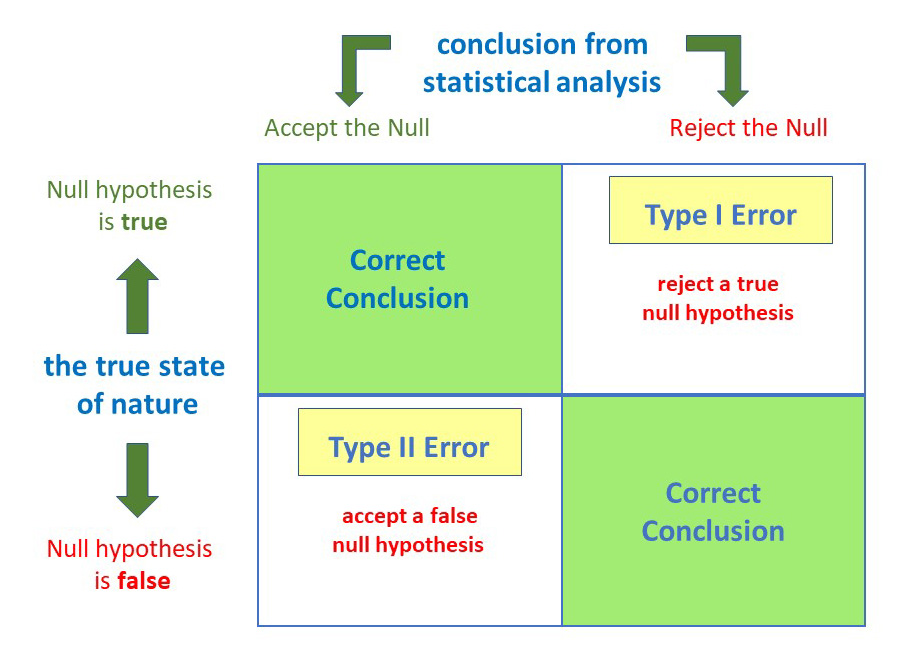 conclusion from
statistical analysis
Accept the Null
Reject the Null
Null hypothesis
is true
Correct
Conclusion
Type I Error
reject a true
null hypothesis
the true state
of nature
Type II Error
accept a false
null hypothesis
Correct
Conclusion
Null hypothesis
is false